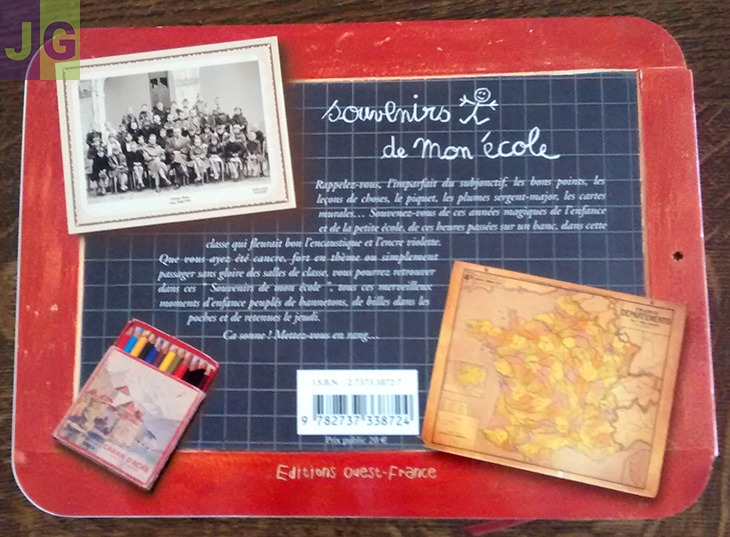 JG
souvenirs
de mon école
Rappelez-vous, l'imparfait du subjonctif, les bons points, les
leçons de choses, le piquet, les plumes sergent-major, les cartes
murales... Souvenez-vous de ces années magiques de l'enfance
et de la petite école, de ces heures passées sur un banc, dans cette
classe qui fleurait bon l'encaustique et l'encre violette.
Que vous ayez été cancre, fort en thème ou simplement
passager sans gloire des salles de classe, vous pourrez retrouver
dans ces " Souvenirs de mon école ", tous ces merveilleux
moments d'enfance peuplés de hannetons, de billes dans les
poches et de retenues le jeudi.
Ça sonne ! Mettez-vous en rang...
DÉPARTEMENTS
I.S.B.N. : 2-7373-3872-7
9 782737 338724
Prix public 20 €
Editions Ouest-France